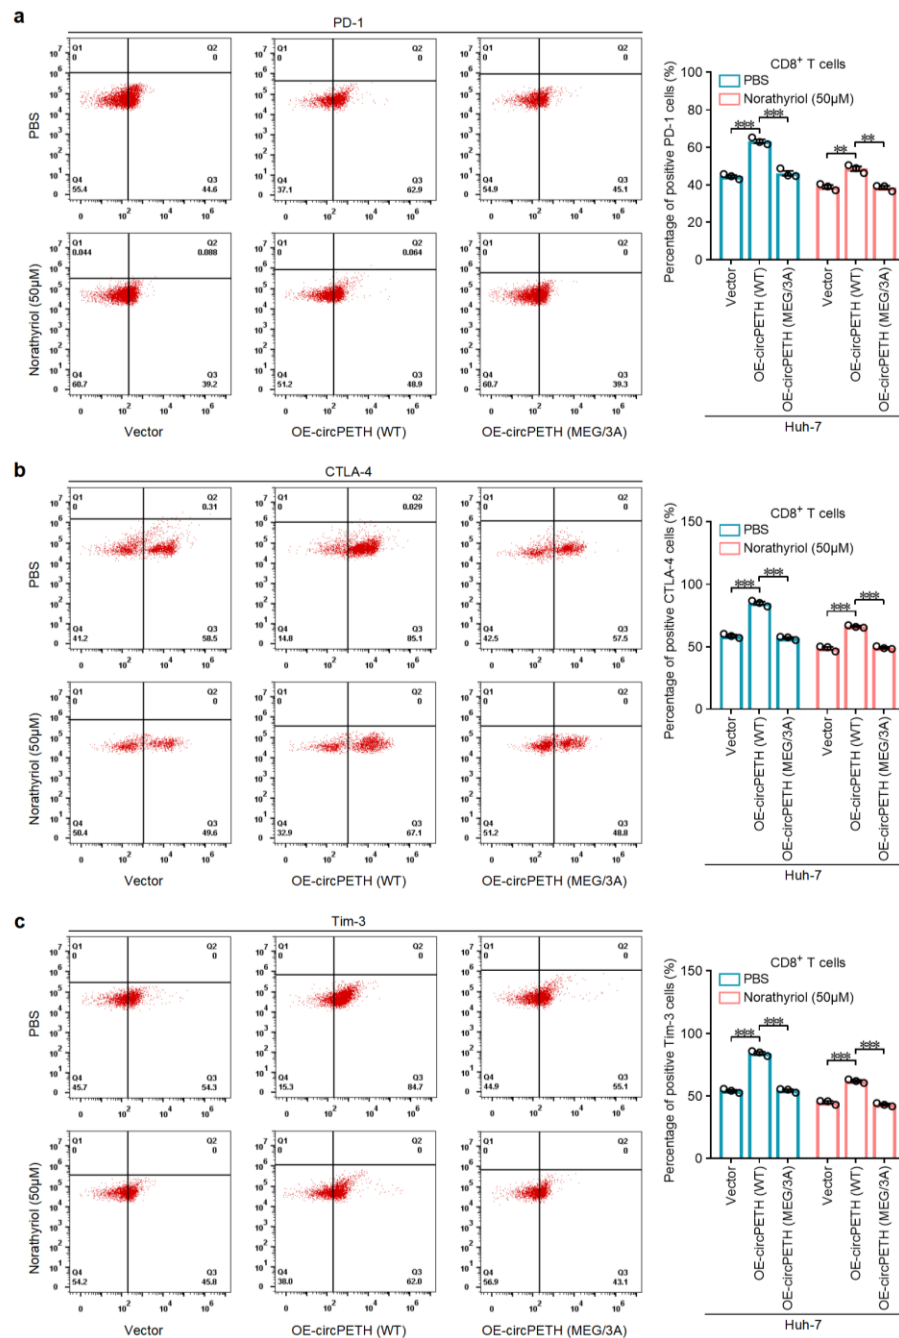 a
PD-1
Q1
0
Q2
0
Q4
55.4
Q3
44.6
Q1
0
Q2
0
Q4
37.1
Q3
62.9
Q1
0
Q2
0
Q4
54.9
Q3
45.1
PBS
Q1
0.044
Q2
0.088
Q4
60.7
Q3
39.2
Q1
0
Q2
0.064
Q4
51.2
Q3
48.9
Q1
0
Q2
0
Q4
60.7
Q3
39.3
Norathyriol (50μM)
Vector
OE-circPETH (WT)
OE-circPETH (MEG/3A)
CD8+ T cells
PBS
Norathyriol (50μM)
Percentage of positive PD-1 cells (%)
100
80
60
40
20
0
*** *** ** **
Vector
OE-circPETH (WT)
OE-circPETH (MEG/3A)
Vector
OE-circPETH (WT)
OE-circPETH (MEG/3A)
Huh-7
b
CTLA-4
Q1
0
Q2
0.31
Q4
41.2
Q3
58.5
Q1
0
Q2
0.029
Q4
14.8
Q3
85.1
Q1
0
Q2
0
Q4
42.5
Q3
57.5
PBS
Q1
0
Q2
0
Q4
50.4
Q3
49.6
Q1
0
Q2
0
Q4
32.9
Q3
67.1
Q1
0
Q2
0
Q4
51.2
Q3
48.8
Norathyriol (50μM)
Vector
OE-circPETH (WT)
OE-circPETH (MEG/3A)
CD8+ T cells
PBS
Norathyriol (50μM)
Percentage of positive CTLA-4 cells (%)
150
100
50
0
*** *** *** ***
Vector
OE-circPETH (WT)
OE-circPETH (MEG/3A)
Vector
OE-circPETH (WT)
OE-circPETH (MEG/3A)
Huh-7
c
Tim-3
Q1
0
Q2
0
Q4
45.7
Q3
54.3
Q1
0
Q2
0
Q4
15.3
Q3
84.7
Q1
0
Q2
0
Q4
44.9
Q3
55.1
PBS
Q1
0
Q2
0
Q4
54.2
Q3
45.8
Q1
0
Q2
0
Q4
38.0
Q3
62.0
Q1
0
Q2
0
Q4
56.9
Q3
43.1
Norathyriol (50μM)
Vector
OE-circPETH (WT)
OE-circPETH (MEG/3A)
CD8+ T cells
PBS
Norathyriol (50μM)
Percentage of positive Tim-3 cells (%)
150
100
50
0
*** *** *** ***
Vector
OE-circPETH (WT)
OE-circPETH (MEG/3A)
Vector
OE-circPETH (WT)
OE-circPETH (MEG/3A)
Huh-7